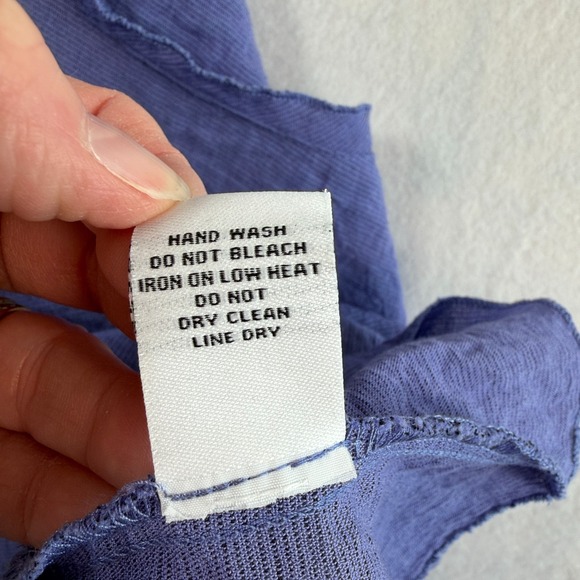 HAND WASH
DO NOT BLEACH
IRON ON LOW HEAT
DO NOT
DRY CLEAN
LINE DRY